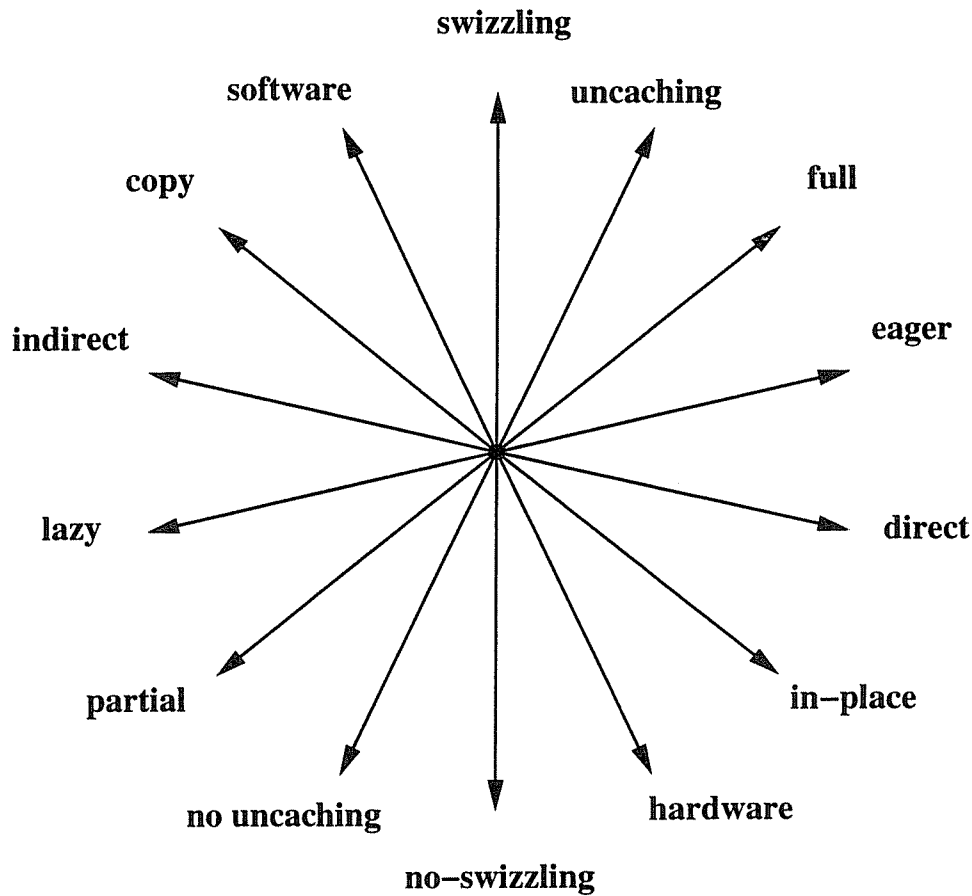 swizzling
software
uncaching
copy
full
indirect
eager
lazy
direct
partial
in–place
no uncaching
hardware
no–swizzling